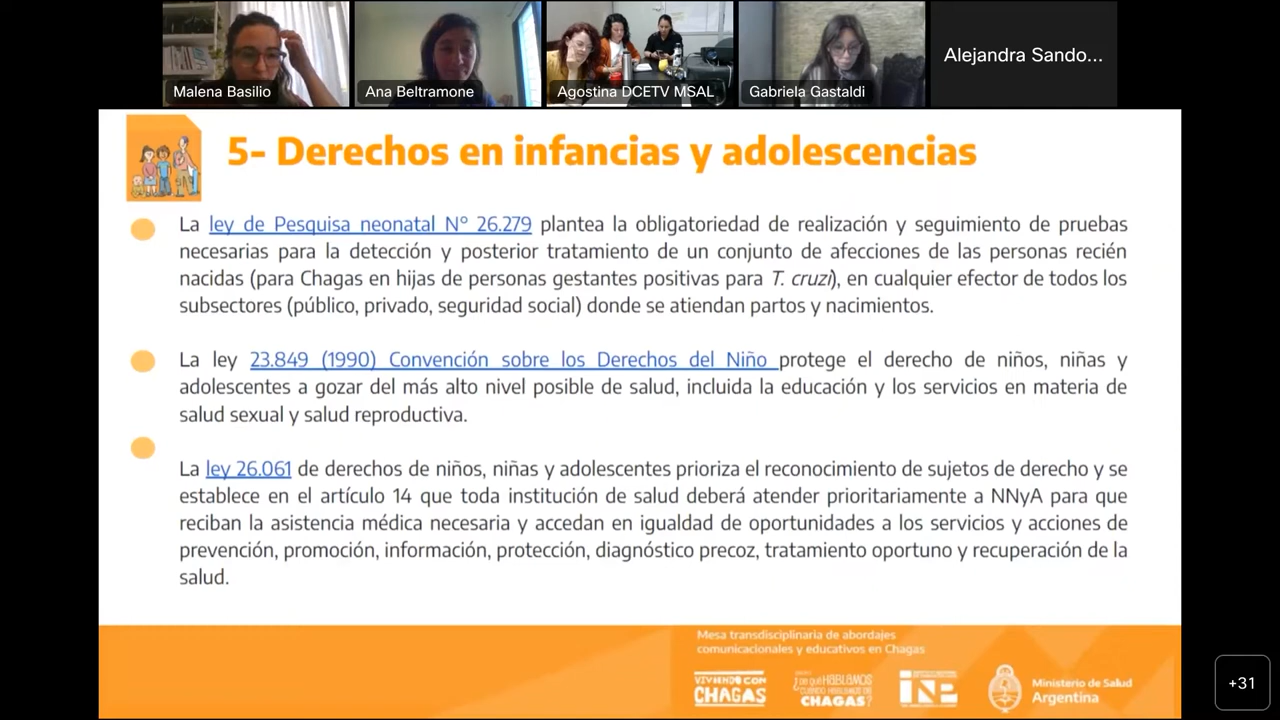 Malena Basilio
Ana Beltramone
Agostina DCETV MSAL
Gabriela Gastaldi
Alejandra Sando...
5- Derechos en infancias y adolescencias
La ley de Pesquisa neonatal N° 26.279 plantea la obligatoriedad de realización y seguimiento de pruebas
necesarias para la detección y posterior tratamiento de un conjunto de afecciones de las personas recién
nacidas (para Chagas en hijas de personas gestantes positivas para T. cruzi), en cualquier efector de todos los
subsectores (público, privado, seguridad social) donde se atiendan partos y nacimientos.
La ley 23.849 (1990) Convención sobre los Derechos del Niño protege el derecho de niños, niñas y
adolescentes a gozar del más alto nivel posible de salud, incluida la educación y los servicios en materia de
salud sexual y salud reproductiva.
La ley 26.061 de derechos de niños, niñas y adolescentes prioriza el reconocimiento de sujetos de derecho y se
establece en el artículo 14 que toda institución de salud deberá atender prioritariamente a NNyA para que
reciban la asistencia médica necesaria y accedan en igualdad de oportunidades a los servicios y acciones de
prevención, promoción, información, protección, diagnóstico precoz, tratamiento oportuno y recuperación de la
salud.
Mesa transdisciplinaria de abordajes
comunicacionales y educativos en Chagas
VIVIENDO CON
CHAGAS
¿DE QUÉ HABLAMOS
CUANDO HABLAMOS DE
CHAGAS?
INP
Ministerio de Salud
Argentina
+31